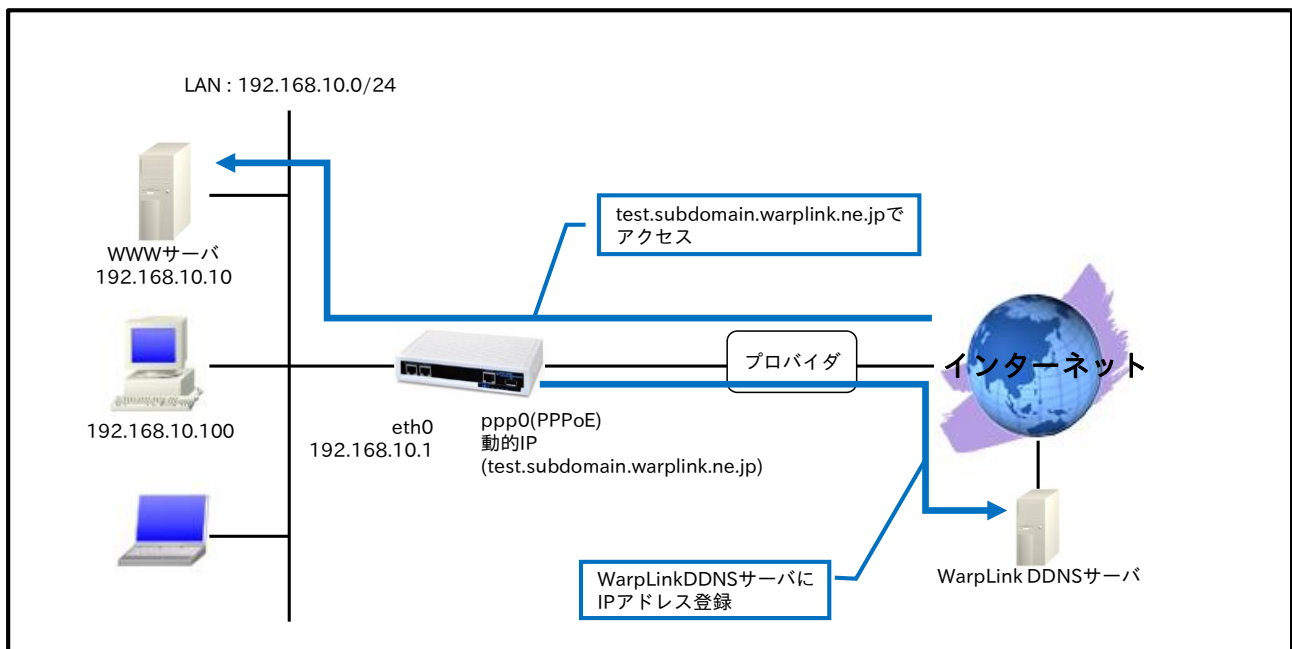 LAN : 192.168.10.0/24
test.subdomain.warplink.ne.jpで
アクセス
WWWサーバ
192.168.10.10
プロバイダ
インターネット
192.168.10.100
eth0
192.168.10.1
ppp0(PPPoE)
動的IP
(test.subdomain.warplink.ne.jp)
WarpLinkDDNSサーバに
IPアドレス登録
WarpLink DDNSサーバ